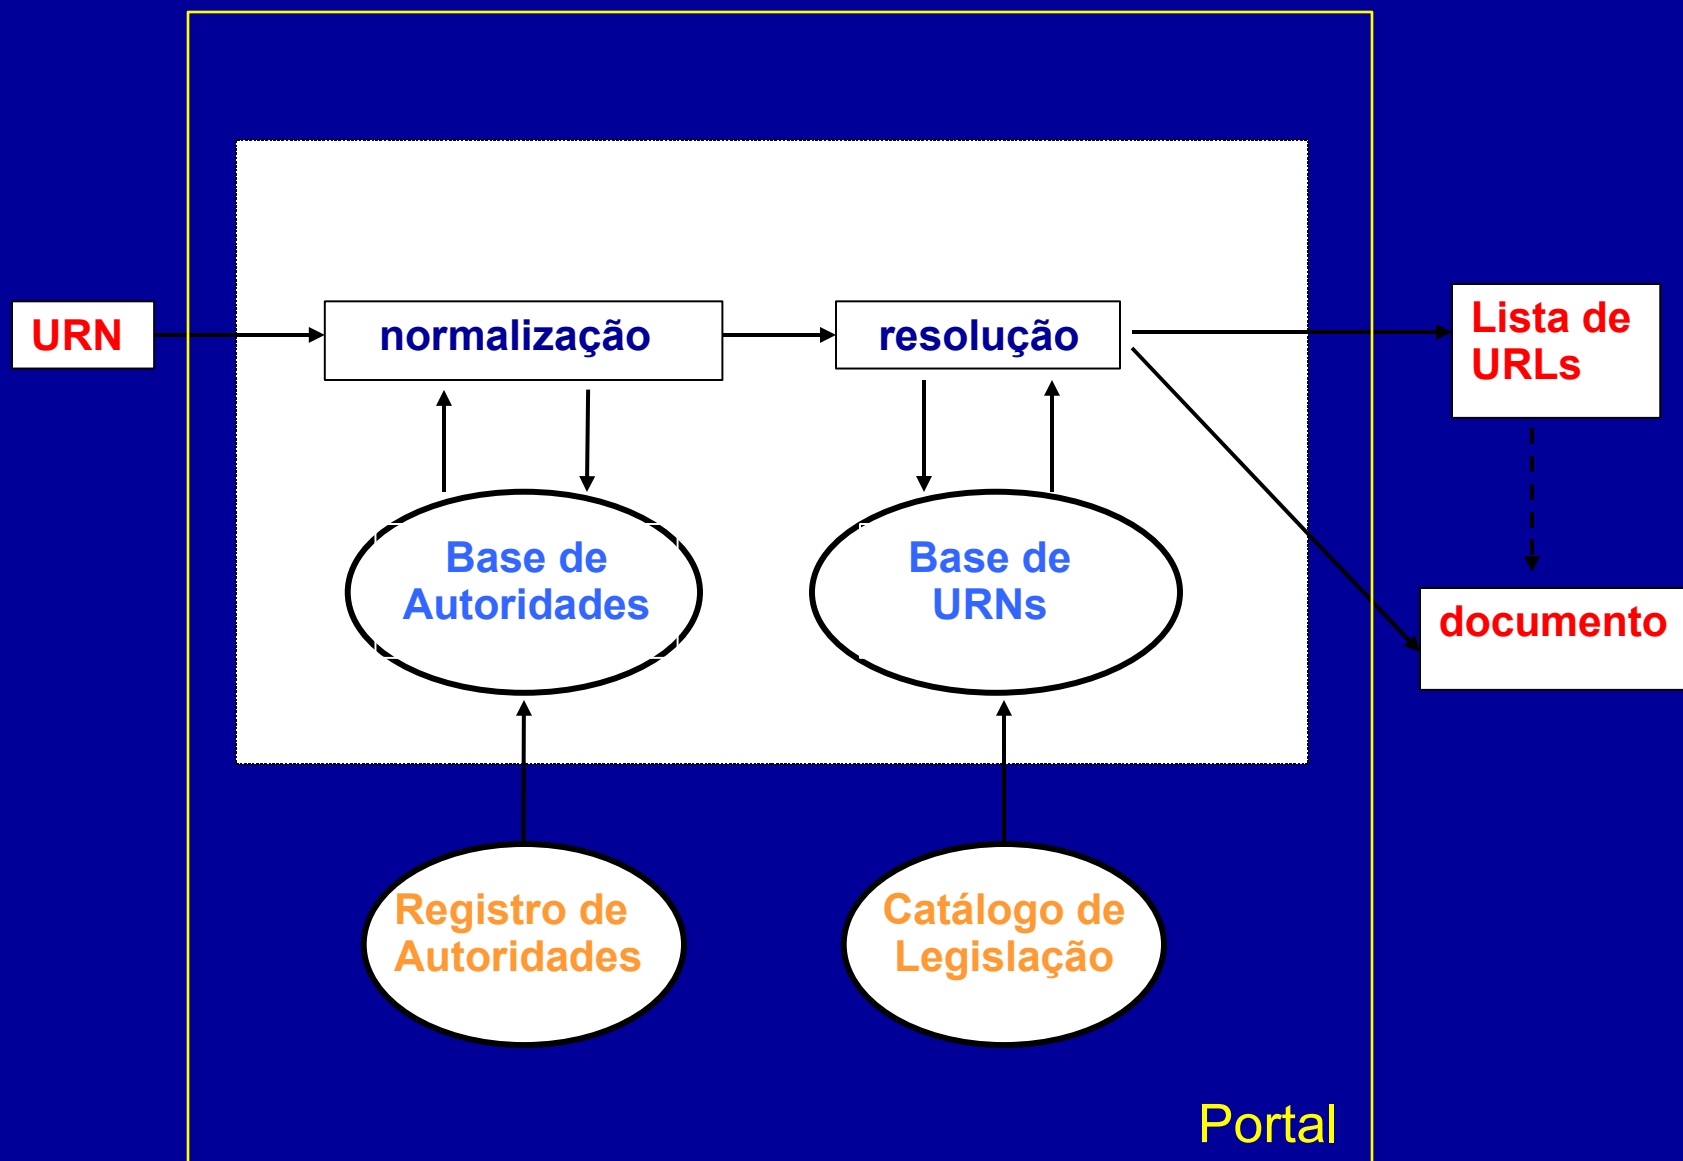 URN
normalização
resolução
Lista de
URLs
Base de
Autoridades
Base de
URNs
documento
Registro de
Autoridades
Catálogo de
Legislação
Portal